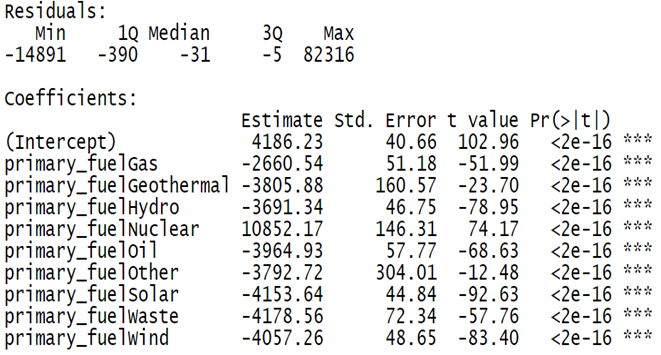 Residuals:
Min 1Q Median 3Q Max
-14891 -390 -31 -5 82316
Coefficients:
Estimate Std. Error t value Pr(>|t|)
(Intercept) 4186.23 40.66 102.96 <2e-16 ***
primary_fuelGas -2660.54 51.18 -51.99 <2e-16 ***
primary_fuelGeothermal -3805.88 160.57 -23.70 <2e-16 ***
primary_fuelHydro -3691.34 46.75 -78.95 <2e-16 ***
primary_fuelNuclear 10852.17 146.31 74.17 <2e-16 ***
primary_fuelOil -3964.93 57.77 -68.63 <2e-16 ***
primary_fuelOther -3792.72 304.01 -12.48 <2e-16 ***
primary_fuelSolar -4153.64 44.84 -92.63 <2e-16 ***
primary_fuelWaste -4178.56 72.34 -57.76 <2e-16 ***
primary_fuelWind -4057.26 48.65 -83.40 <2e-16 ***